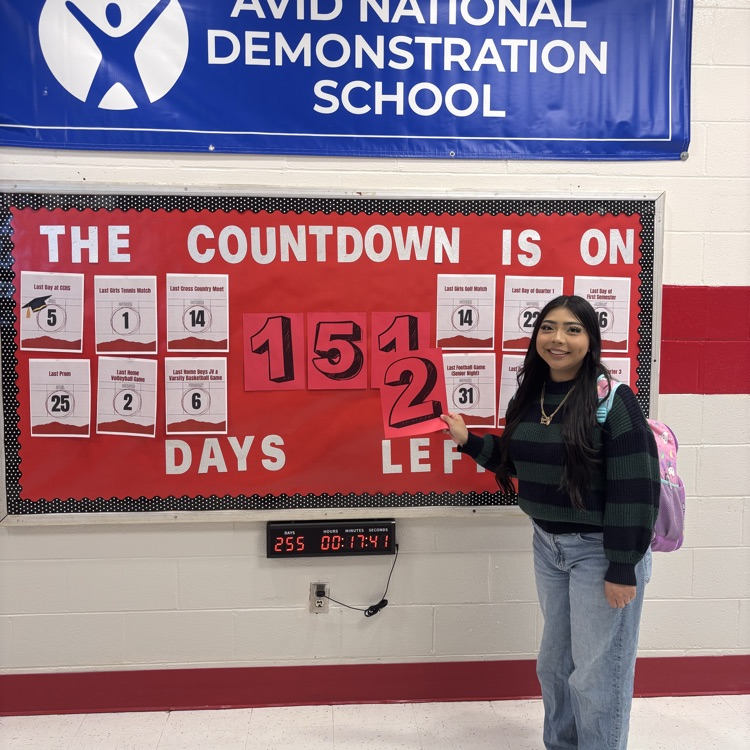 AVID NATIONAL
DEMONSTRATION
SCHOOL
THE COUNTDOWN IS ON
Last Day at CCHS
5
Last Girls Tennis Match
1
Last Cross Country Meet
14
Last Prom
25
Last Home
Volleyball Game
2
Last Home Boys JV &
Varsity Basketball Game
6
151
2
Last Girls Golf Match
14
Last Day of Quarter 1
22
Last Day of
First Semester
16
Last Football Game
(Senior Night)
31
DAYS LEF
DAYS HOURS MINUTES SECONDS
255 00:17:41